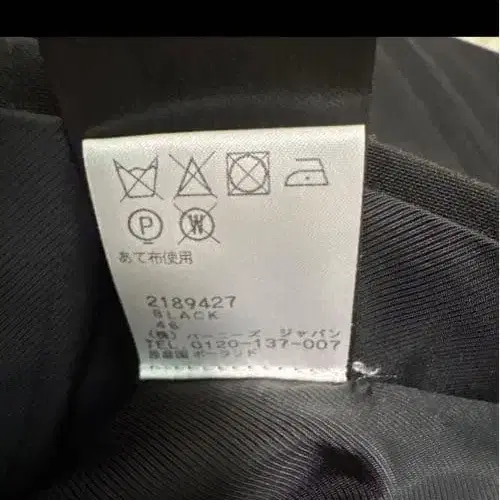 P W
あて布使用
2189427
BLACK
46
(株) バーニーズ ジャパン
TEL. 0120-137-007
原産国 ポーランド